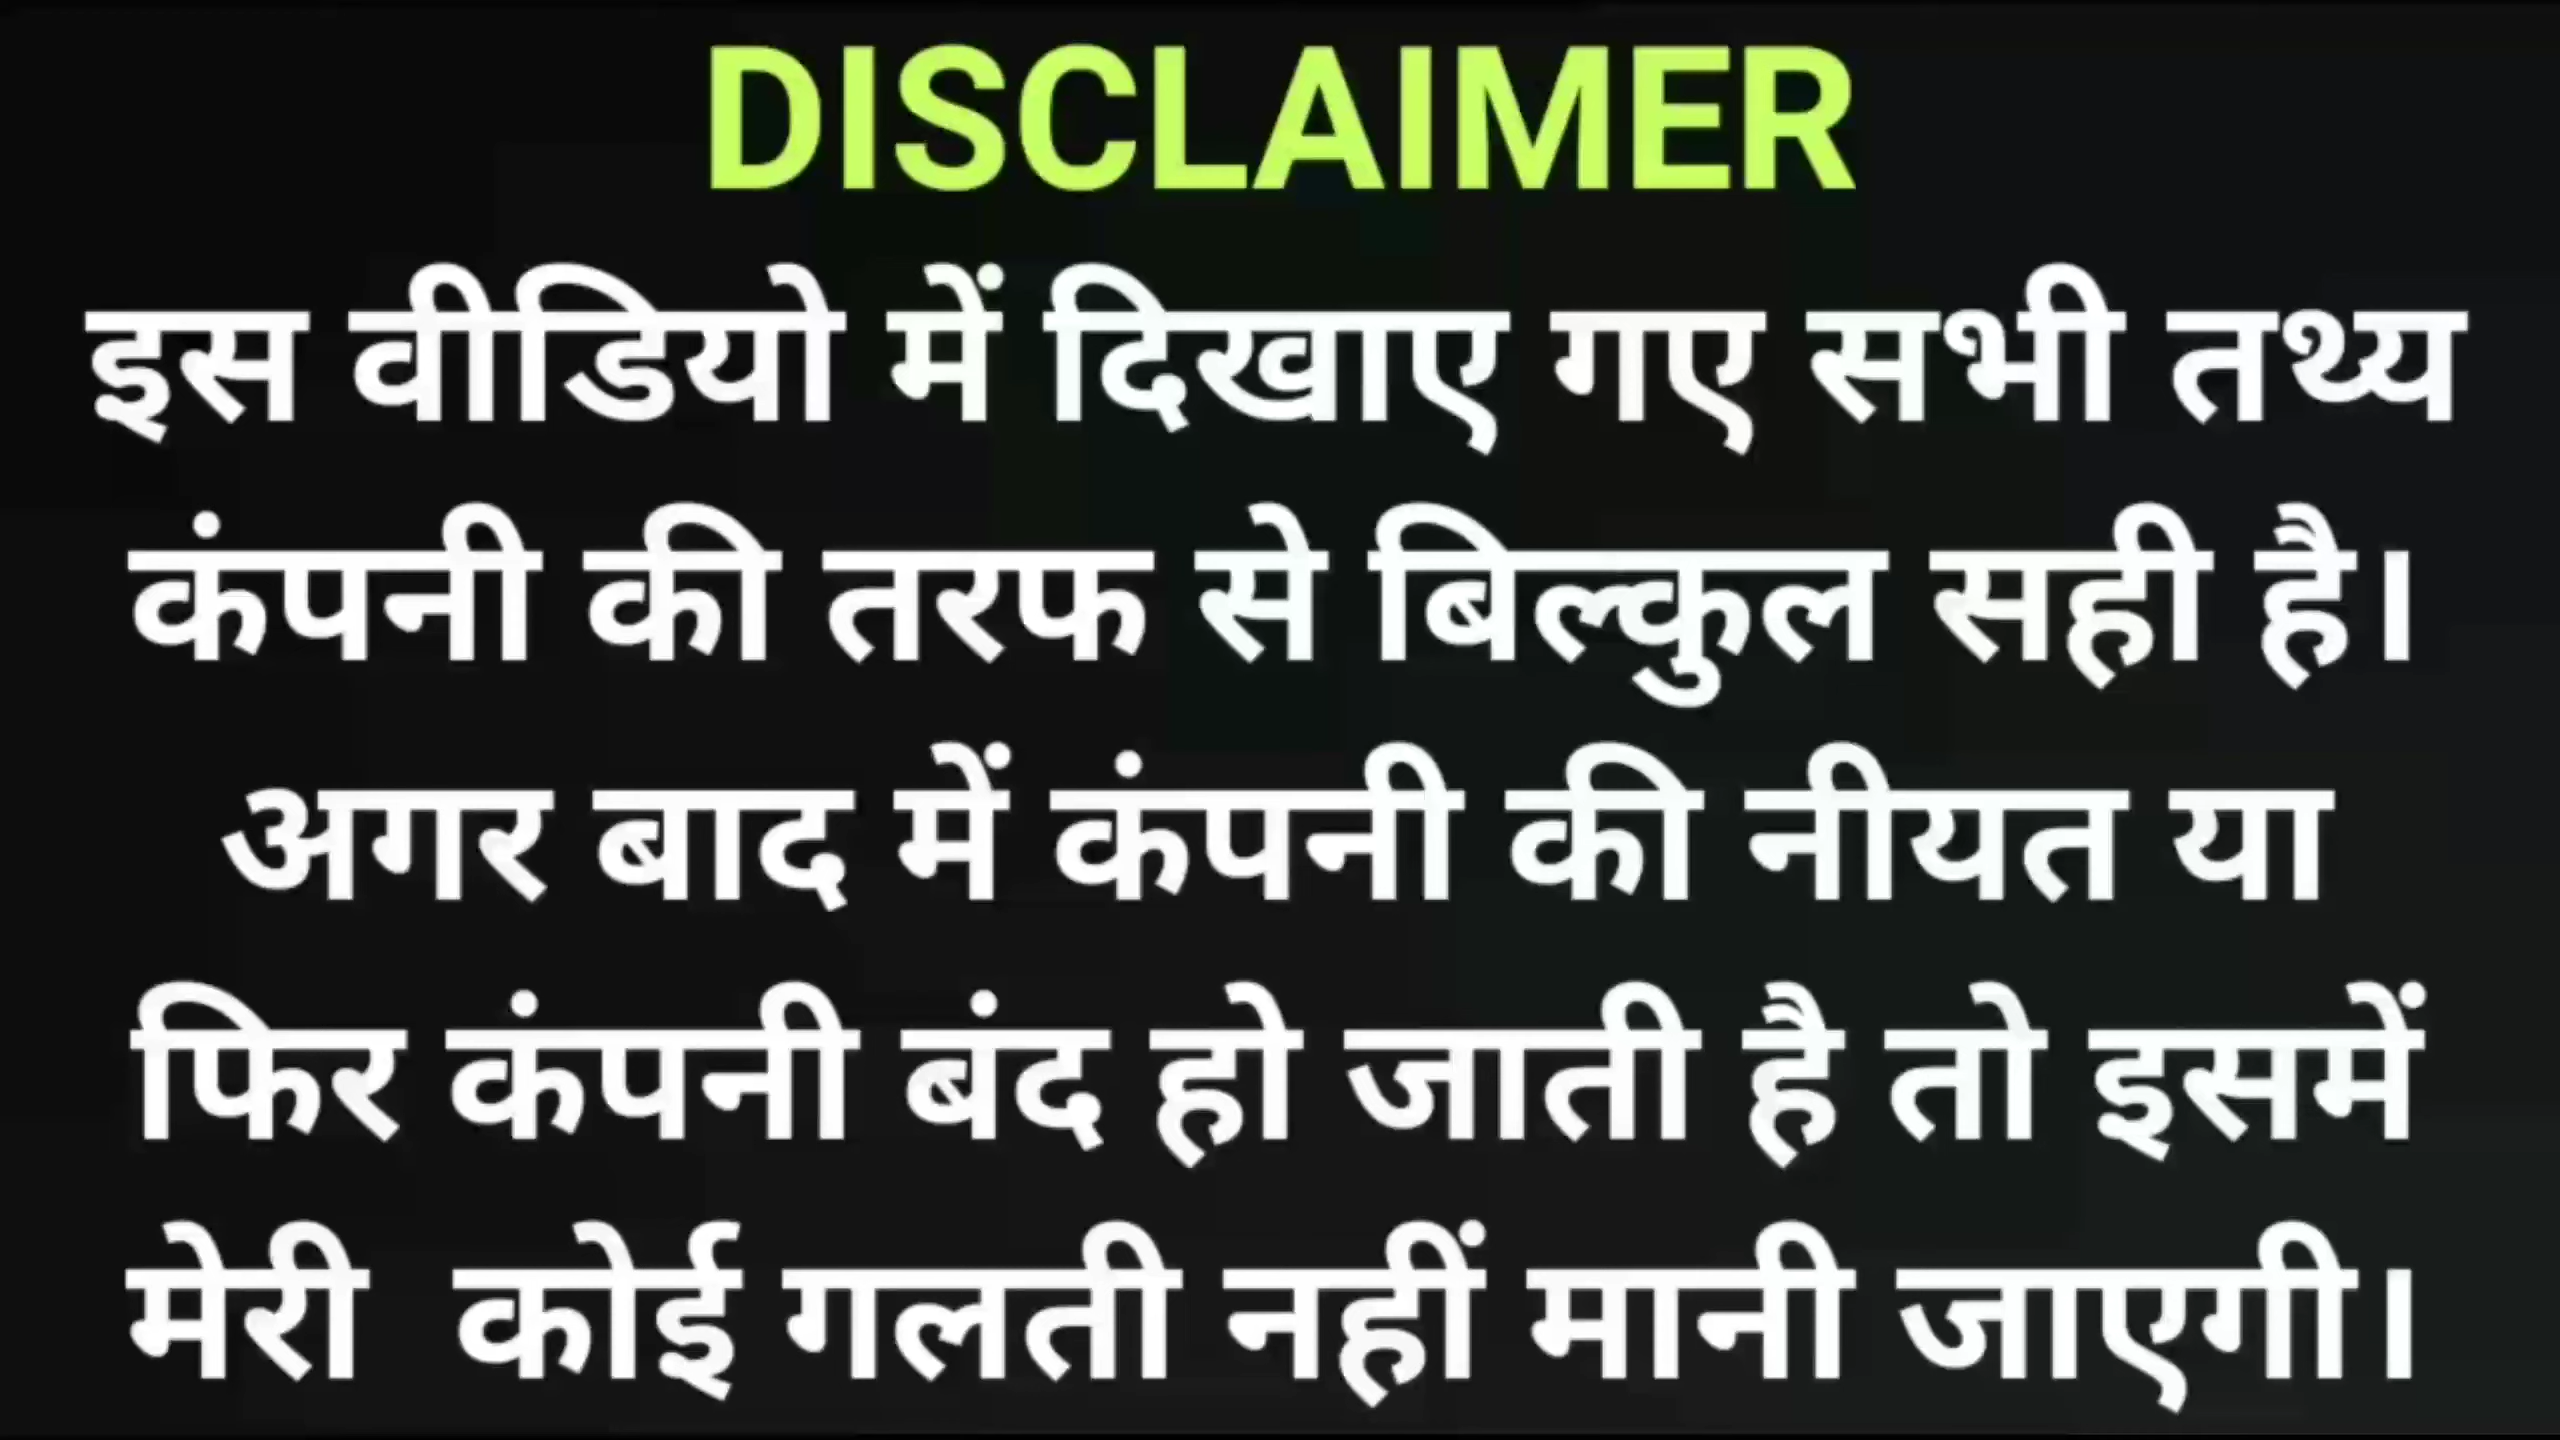 DISCLAIMER
इस वीडियो में दिखाए गए सभी तथ्य
कंपनी की तरफ से बिल्कुल सही है।
अगर बाद में कंपनी की नीयत या
फिर कंपनी बंद हो जाती है तो इसमें
मेरी  कोई गलती नहीं मानी जाएगी।